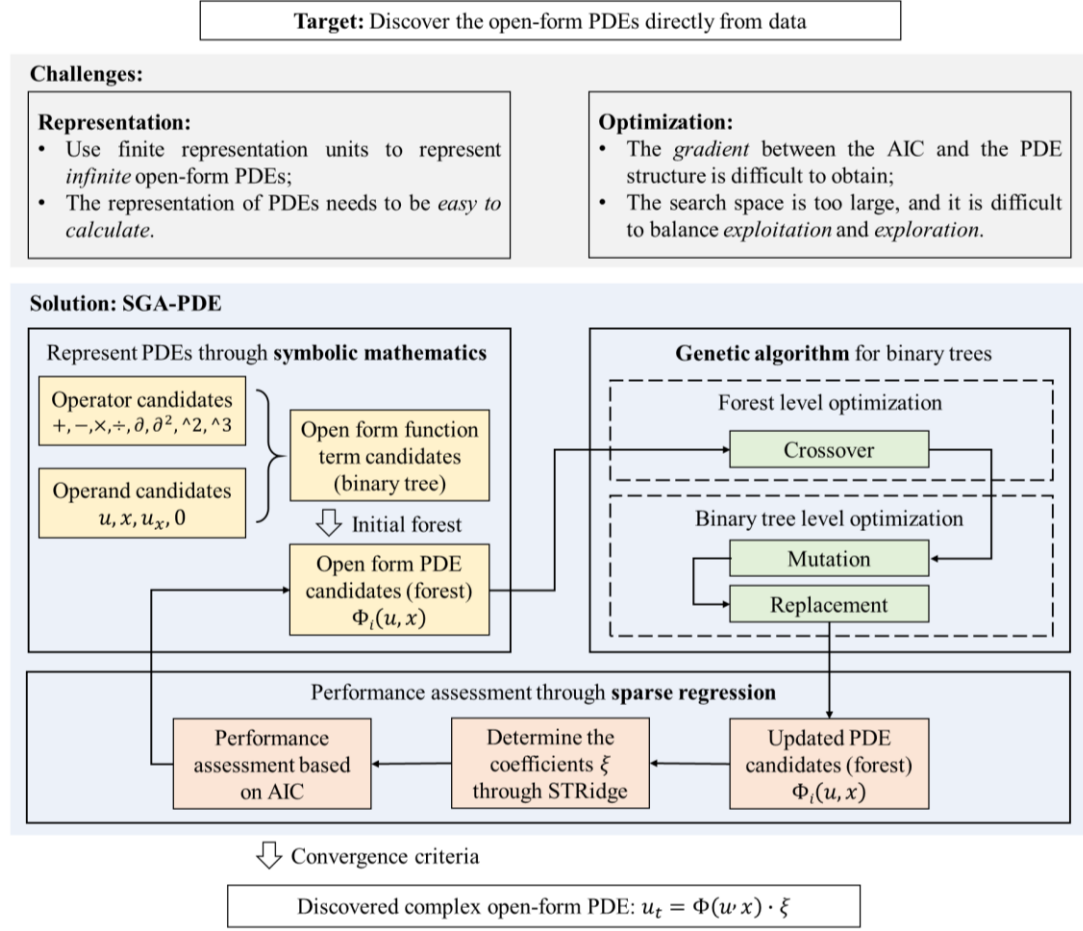 Target: Discover the open-form PDEs directly from data
Challenges:
Representation:
• Use finite representation units to represent
infinite open-form PDEs;
• The representation of PDEs needs to be easy to
calculate.
Optimization:
• The gradient between the AIC and the PDE
structure is difficult to obtain;
• The search space is too large, and it is difficult
to balance exploitation and exploration.
Solution: SGA-PDE
Represent PDEs through symbolic mathematics
Operator candidates
+,−,×,÷,∂,∂²,^2,^3
Operand candidates
u, x, uₓ, 0
Open form function
term candidates
(binary tree)
Initial forest
Open form PDE
candidates (forest)
Φᵢ(u, x)
Genetic algorithm for binary trees
Forest level optimization
Crossover
Binary tree level optimization
Mutation
Replacement
Performance assessment through sparse regression
Performance
assessment based
on AIC
Determine the
coefficients ξ
through STRidge
Updated PDE
candidates (forest)
Φᵢ(u, x)
Convergence criteria
Discovered complex open-form PDE: uₜ = Φ(u, x) · ξ